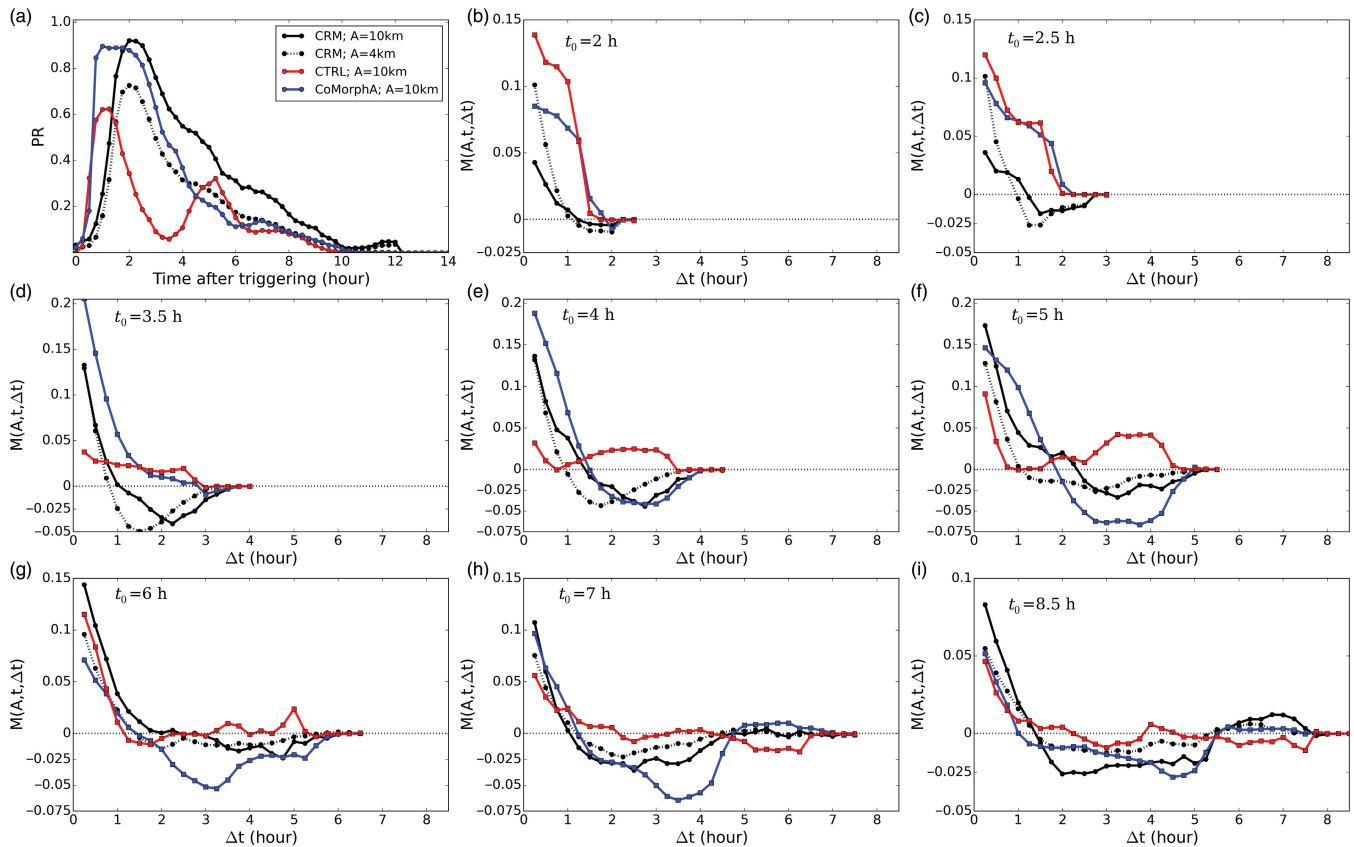 (a)
PR
1.0
0.8
0.6
0.4
0.2
0 2 4 6 8 10 12 14
Time after triggering (hour)
CRM; A=10km
CRM; A=4km
CTRL; A=10km
CoMorphA; A=10km
(b)
M(A,t,Δt)
0.15
0.1
0.05
0
−0.025
t₀=2 h
0 1 2 3 4 5 6 7 8
Δt (hour)
(c)
M(A,t,Δt)
0.15
0.1
0.05
0
−0.025
0.05
t₀=2.5 h
0 1 2 3 4 5 6 7 8
Δt (hour)
(d)
M(A,t,Δt)
0.2
0.15
0.1
0.05
0
−0.025
−0.05
t₀=3.5 h
0 1 2 3 4 5 6 7 8
Δt (hour)
(e)
M(A,t,Δt)
0.2
0.15
0.1
0.05
0
−0.025
−0.05
−0.075
t₀=4 h
0 1 2 3 4 5 6 7 8
Δt (hour)
(f)
M(A,t,Δt)
0.2
0.15
0.1
0.05
0
−0.025
−0.05
−0.075
t₀=5 h
0 1 2 3 4 5 6 7 8
Δt (hour)
(g)
M(A,t,Δt)
0.15
0.1
0.05
0
−0.025
−0.05
−0.075
t₀=6 h
0 1 2 3 4 5 6 7 8
Δt (hour)
(h)
M(A,t,Δt)
0.15
0.1
0.05
0
−0.025
−0.05
−0.075
t₀=7 h
0 1 2 3 4 5 6 7 8
Δt (hour)
(i)
M(A,t,Δt)
0.1
0.05
0
−0.025
−0.05
t₀=8.5 h
0 1 2 3 4 5 6 7 8
Δt (hour)